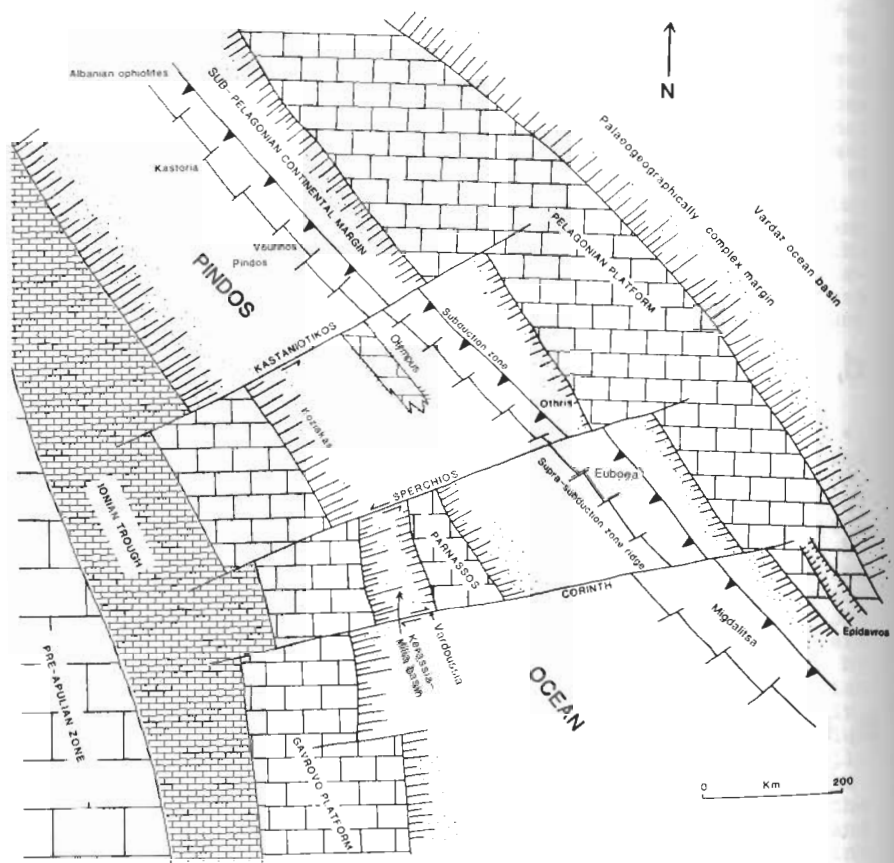 Albanian ophiolites
SUB-PELAGONIAN CONTINENTAL MARGIN
N
Kastoria
Palaeogeographically
complex margin
Vardar ocean basin
Vourinos
Pindos
PINDOS
PELAGONIAN PLATFORM
KASTANIOTIKOS
Olympus
Subduction zone
Othris
Koziakas
SPERCHIOS
Euboea
Supra-subduction zone ridge
IONIAN TROUGH
PARNASSOS
CORINTH
Migdalitsa
Epidavros
Vardoussia
PRE-APULIAN ZONE
OCEAN
GAVROVO PLATFORM
0 Km 200